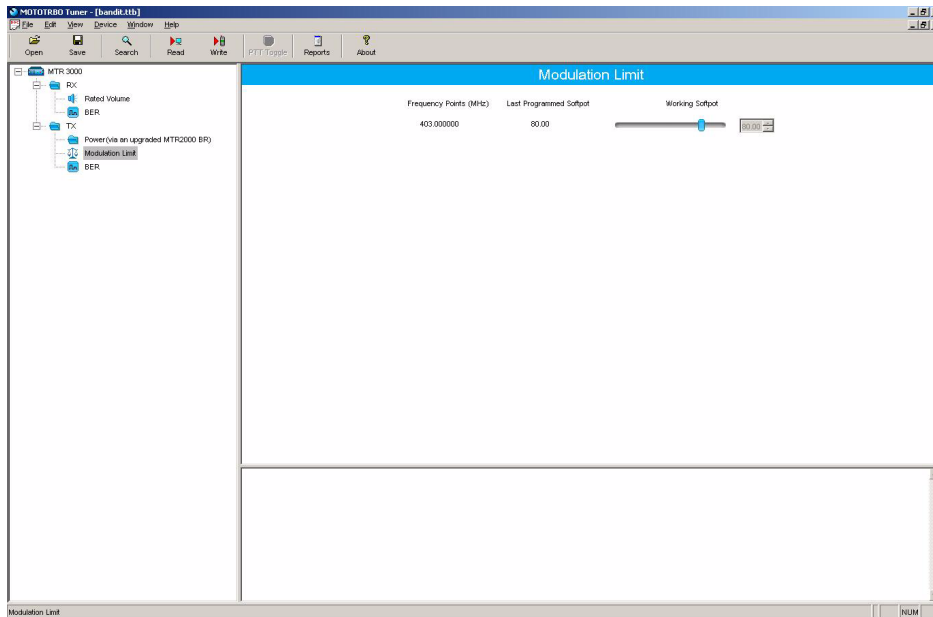 MOTOTRBO Tuner - [bandit.ttb]
File Edit View Device Window Help
Open Save Search Read Write PTT Toggle Reports About
MTR 3000
RX
Rated Volume
BER
TX
Power(via an upgraded MTR2000 BR)
Modulation Limit
BER
Modulation Limit
Frequency Points (MHz) Last Programmed Softpot Working Softpot
403.000000 80.00 80.00
Modulation Limit NUM